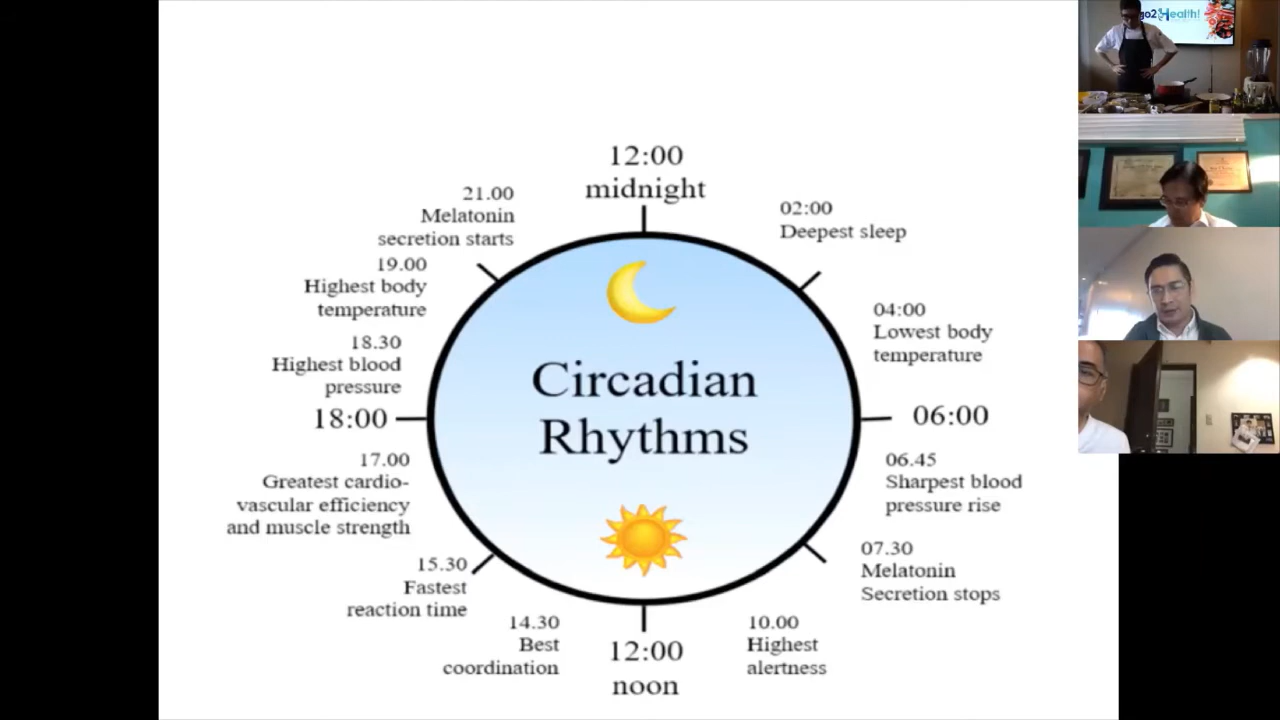 12:00
midnight
02:00
Deepest sleep
04:00
Lowest body
temperature
06:00
06.45
Sharpest blood
pressure rise
07.30
Melatonin
Secretion stops
10.00
Highest
alertness
12:00
noon
14.30
Best
coordination
15.30
Fastest
reaction time
17.00
Greatest cardio-
vascular efficiency
and muscle strength
18:00
18.30
Highest blood
pressure
19.00
Highest body
temperature
21.00
Melatonin
secretion starts
Circadian
Rhythms
go2Health!